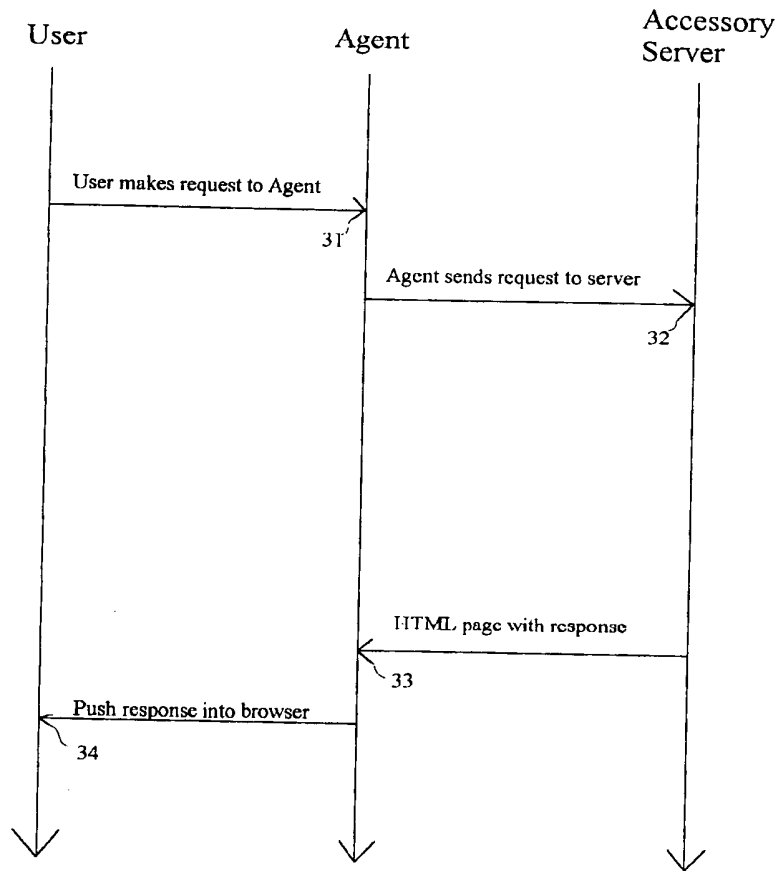 User
Agent
Accessory
Server
User makes request to Agent
31
Agent sends request to server
32
HTML page with response
33
Push response into browser
34